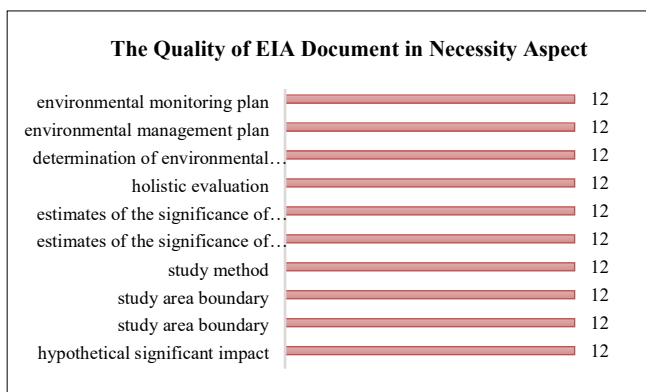 The Quality of EIA Document in Necessity Aspect
environmental monitoring plan 12
environmental management plan 12
determination of environmental… 12
holistic evaluation 12
estimates of the significance of… 12
estimates of the significance of… 12
study method 12
study area boundary 12
study area boundary 12
hypothetical significant impact 12